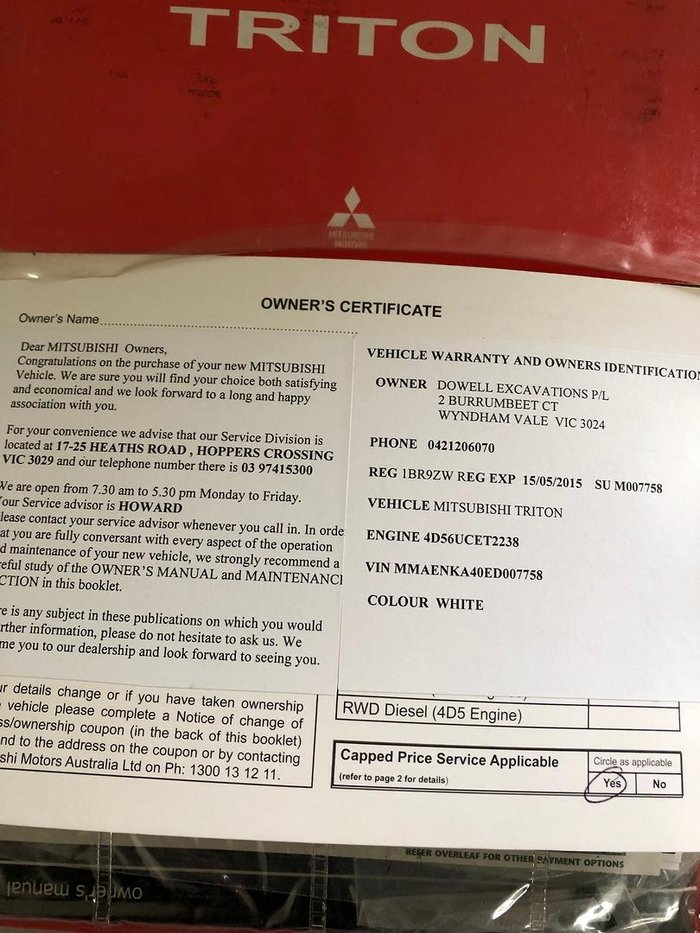 TRITON
MITSUBISHI
MOTORS
OWNER'S CERTIFICATE
Owner's Name
Dear MITSUBISHI Owners,
Congratulations on the purchase of your new MITSUBISHI
Vehicle. We are sure you will find your choice both satisfying
and economical and we look forward to a long and happy
association with you.
For your convenience we advise that our Service Division is
located at 17-25 HEATHS ROAD , HOPPERS CROSSING
VIC 3029 and our telephone number there is 03 97415300
We are open from 7.30 am to 5.30 pm Monday to Friday.
Your Service advisor is HOWARD
lease contact your service advisor whenever you call in. In orde
at you are fully conversant with every aspect of the operation
d maintenance of your new vehicle, we strongly recommend a
eful study of the OWNER'S MANUAL and MAINTENANC
CTION in this booklet.
re is any subject in these publications on which you would
rther information, please do not hesitate to ask us. We
me you to our dealership and look forward to seeing you.
VEHICLE WARRANTY AND OWNERS IDENTIFICATION
OWNER DOWELL EXCAVATIONS P/L
2 BURRUMBEET CT
WYNDHAM VALE VIC 3024
PHONE 0421206070
REG 1BR9ZW REG EXP 15/05/2015 SU M007758
VEHICLE MITSUBISHI TRITON
ENGINE 4D56UCET2238
VIN MMAENKA40ED007758
COLOUR WHITE
ur details change or if you have taken ownership
vehicle please complete a Notice of change of
ss/ownership coupon (in the back of this booklet)
nd to the address on the coupon or by contacting
shi Motors Australia Ltd on Ph: 1300 13 12 11.
RWD Diesel (4D5 Engine)
Capped Price Service Applicable
(refer to page 2 for details)
Circle as applicable
Yes No
REFER OVERLEAF FOR OTHER PAYMENT OPTIONS
owner's manual